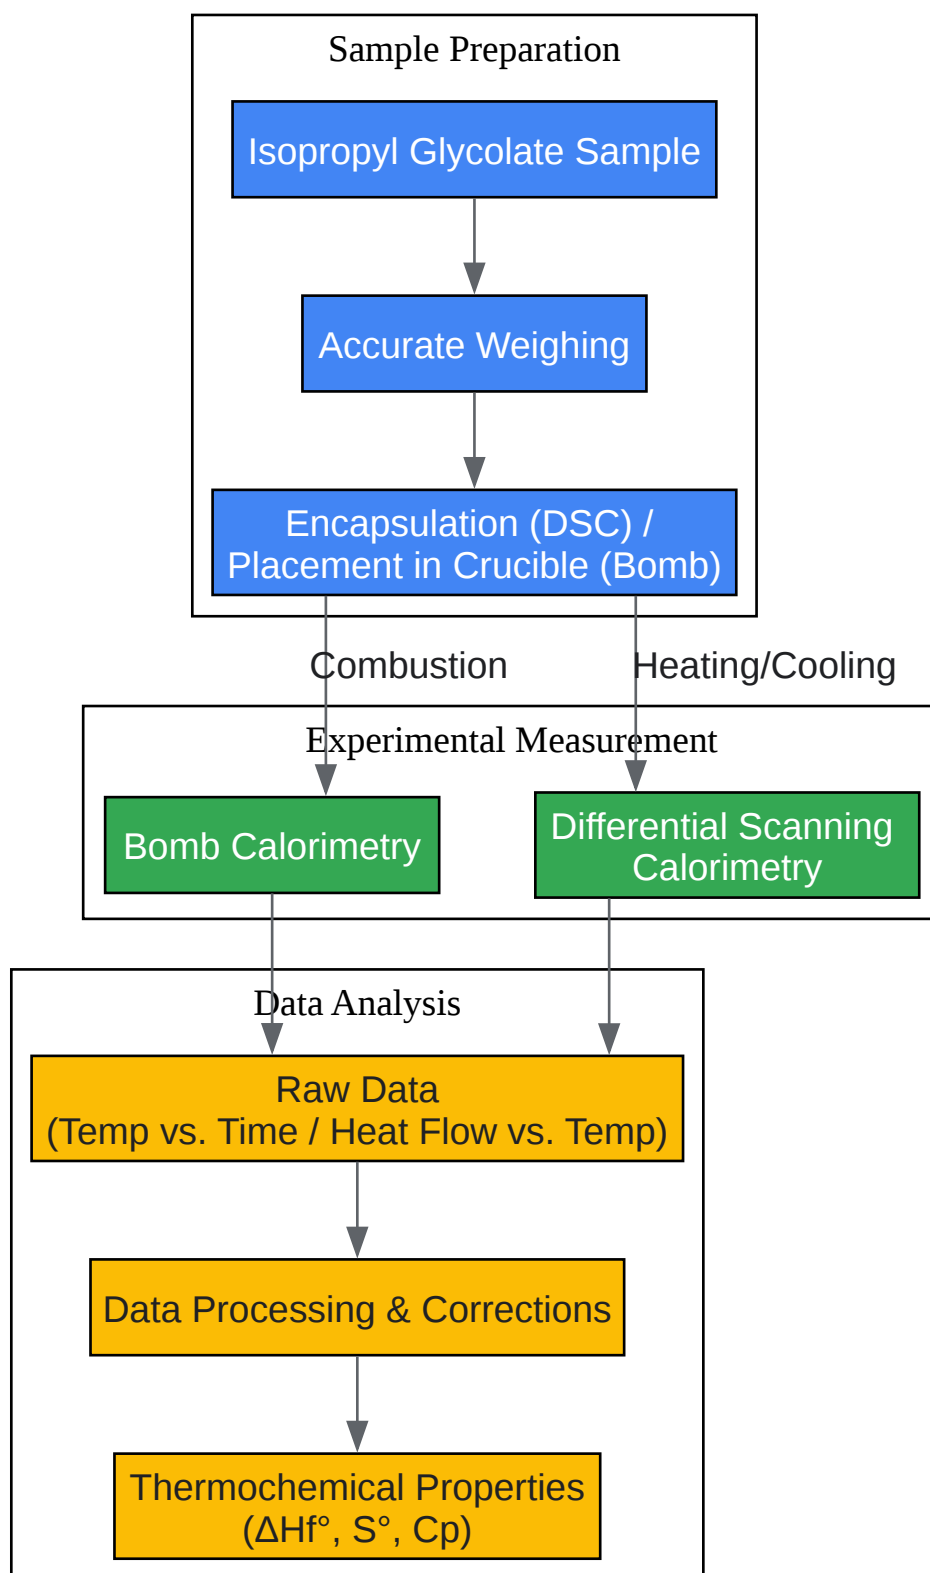 Sample Preparation
Isopropyl Glycolate Sample
Accurate Weighing
Encapsulation (DSC) /
Placement in Crucible (Bomb)
Combustion
Heating/Cooling
Experimental Measurement
Bomb Calorimetry
Differential Scanning
Calorimetry
Data Analysis
Raw Data
(Temp vs. Time / Heat Flow vs. Temp)
Data Processing & Corrections
Thermochemical Properties
(ΔHf°, S°, Cp)